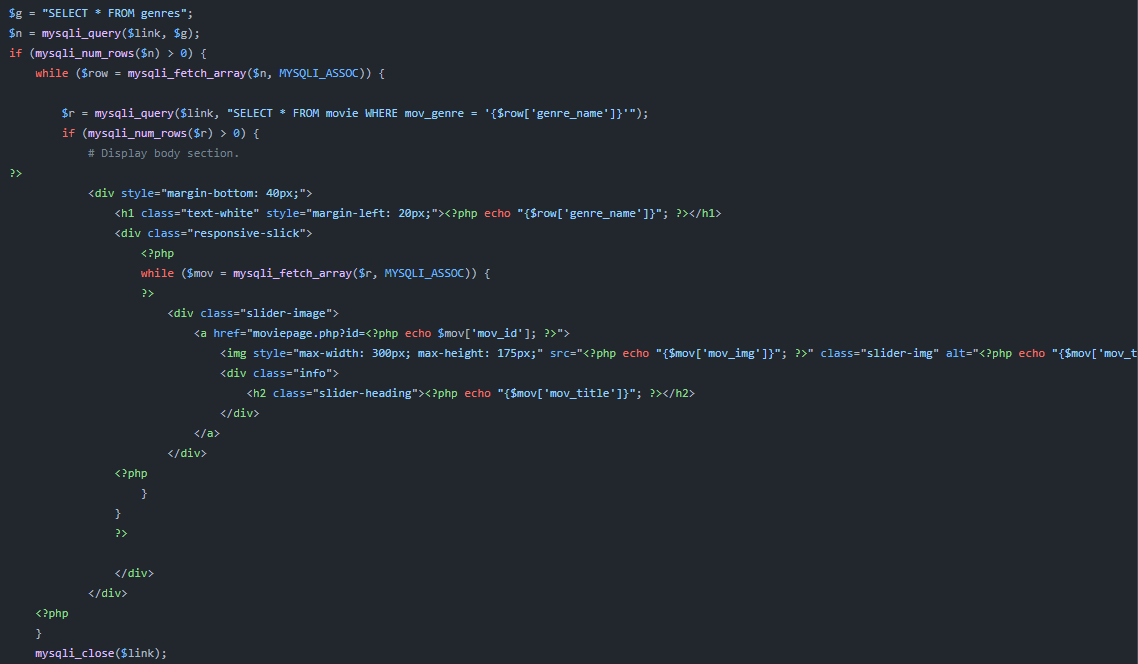 $g = "SELECT * FROM genres";
$n = mysqli_query($link, $g);
if (mysqli_num_rows($n) > 0) {
    while ($row = mysqli_fetch_array($n, MYSQLI_ASSOC)) {

        $r = mysqli_query($link, "SELECT * FROM movie WHERE mov_genre = '{$row['genre_name']}'");
        if (mysqli_num_rows($r) > 0) {
            # Display body section.
?>
            <div style="margin-bottom: 40px;">
                <h1 class="text-white" style="margin-left: 20px;"><?php echo "{$row['genre_name']}"; ?></h1>
                <div class="responsive-slick">
                    <?php
                    while ($mov = mysqli_fetch_array($r, MYSQLI_ASSOC)) {
                    ?>
                        <div class="slider-image">
                            <a href="moviepage.php?id=<?php echo $mov['mov_id']; ?>">
                                <img style="max-width: 300px; max-height: 175px;" src="<?php echo "{$mov['mov_img']}"; ?>" class="slider-img" alt="<?php echo "{$mov['mov_t
                                <div class="info">
                                    <h2 class="slider-heading"><?php echo "{$mov['mov_title']}"; ?></h2>
                                </div>
                            </a>
                        </div>
                <?php
                    }
                }
                ?>

                </div>
            </div>
    <?php
    }
    mysqli_close($link);